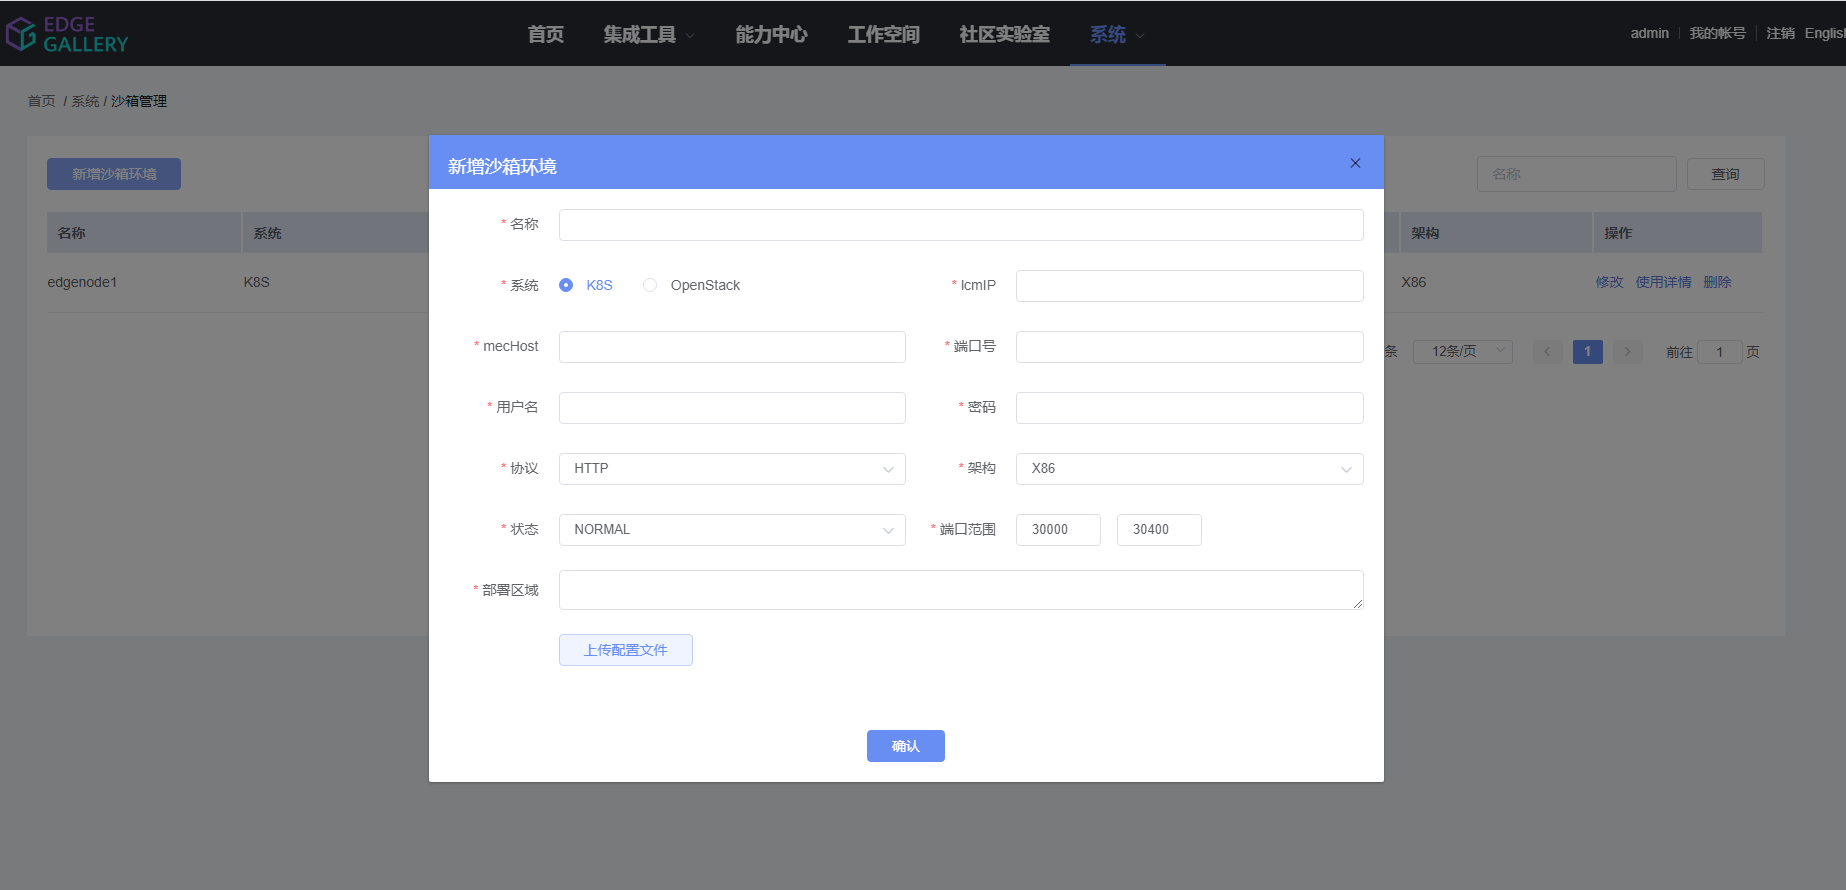 EDGE
GALLERY
首页 集成工具 能力中心 工作空间 社区实验室 系统
admin 我的帐号 注销 English
首页 / 系统 / 沙箱管理
新增沙箱环境
名称 查询
名称 系统 架构 操作
edgenode1 K8S X86 修改 使用详情 删除
条 12条/页 1 前往 1 页
新增沙箱环境
* 名称
* 系统 K8S OpenStack * lcmIP
* mecHost * 端口号
* 用户名 * 密码
* 协议 HTTP * 架构 X86
* 状态 NORMAL * 端口范围 30000 30400
* 部署区域
上传配置文件
确认